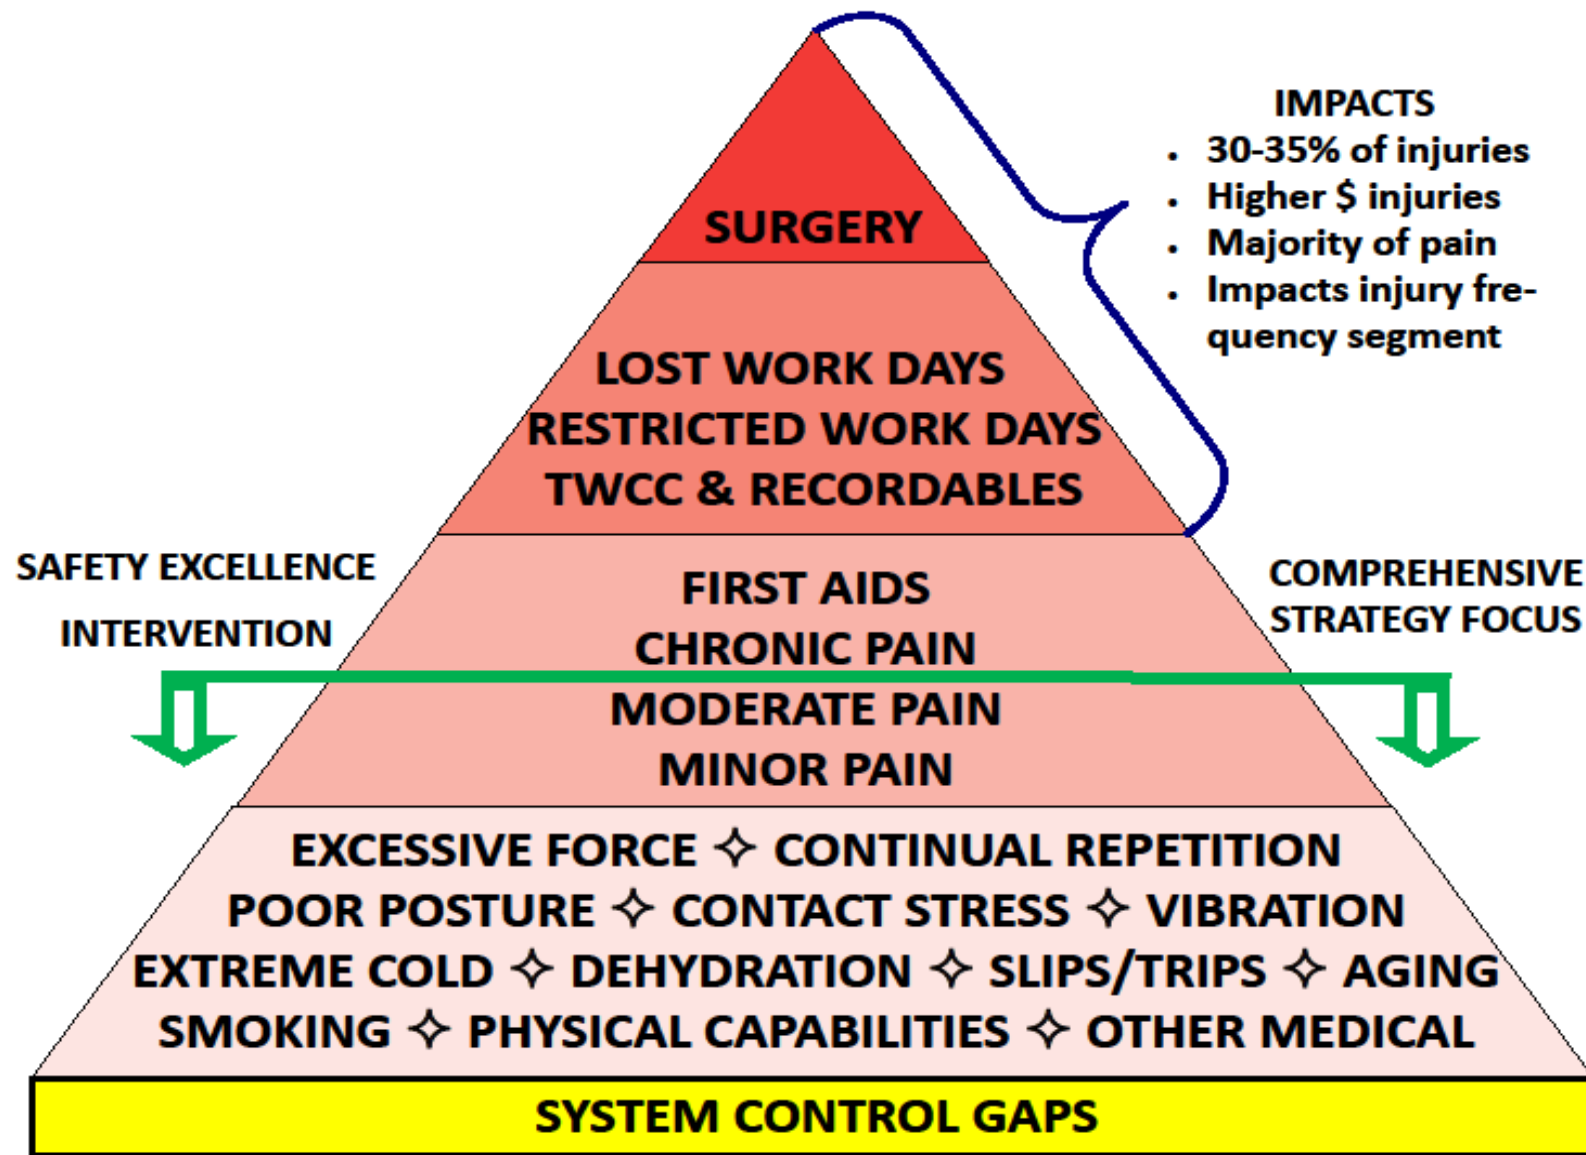 IMPACTS
• 30-35% of injuries
• Higher $ injuries
• Majority of pain
• Impacts injury fre-
quency segment
SURGERY
LOST WORK DAYS
RESTRICTED WORK DAYS
TWCC & RECORDABLES
SAFETY EXCELLENCE
INTERVENTION
COMPREHENSIVE
STRATEGY FOCUS
FIRST AIDS
CHRONIC PAIN
MODERATE PAIN
MINOR PAIN
EXCESSIVE FORCE ✧ CONTINUAL REPETITION
POOR POSTURE ✧ CONTACT STRESS ✧ VIBRATION
EXTREME COLD ✧ DEHYDRATION ✧ SLIPS/TRIPS ✧ AGING
SMOKING ✧ PHYSICAL CAPABILITIES ✧ OTHER MEDICAL
SYSTEM CONTROL GAPS